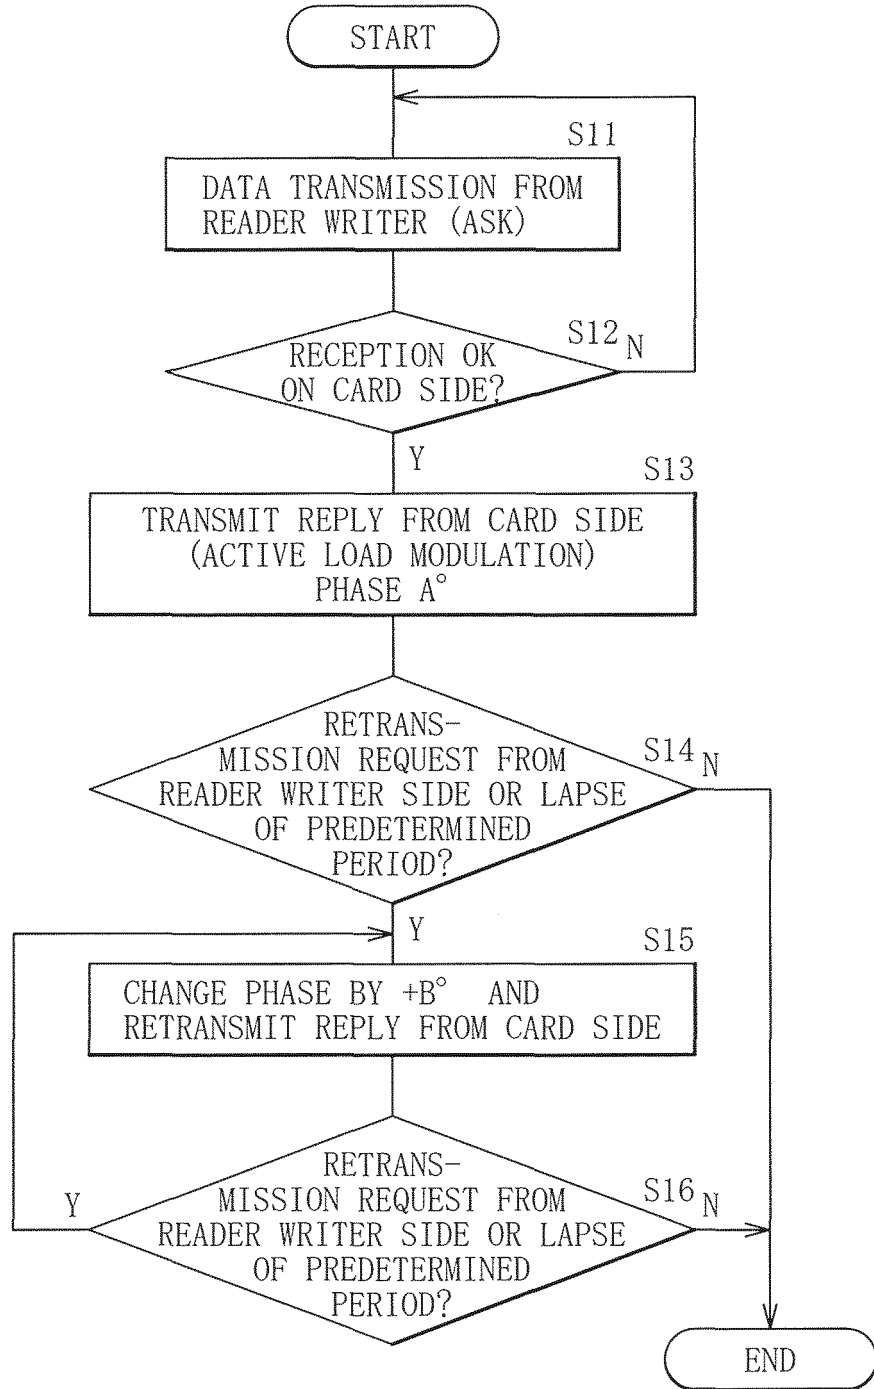 START
S11
DATA TRANSMISSION FROM
READER WRITER (ASK)
S12
N
RECEPTION OK
ON CARD SIDE?
Y
S13
TRANSMIT REPLY FROM CARD SIDE
(ACTIVE LOAD MODULATION)
PHASE A°
RETRANS-
MISSION REQUEST FROM
READER WRITER SIDE OR LAPSE
OF PREDETERMINED
PERIOD?
S14
N
Y
S15
CHANGE PHASE BY +B° AND
RETRANSMIT REPLY FROM CARD SIDE
RETRANS-
MISSION REQUEST FROM
READER WRITER SIDE OR LAPSE
OF PREDETERMINED
PERIOD?
S16
N
Y
END